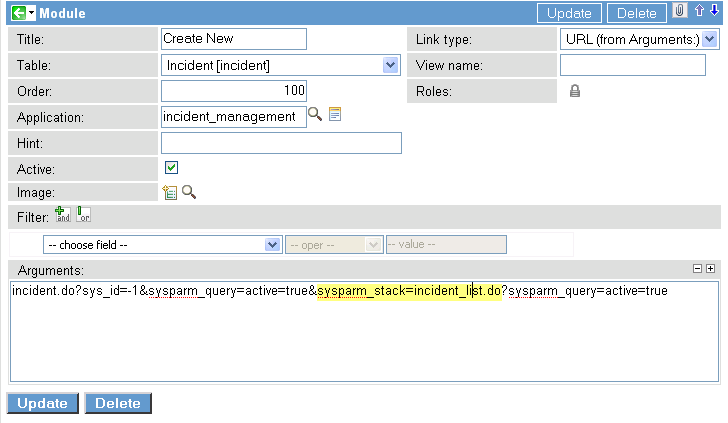 Module Update Delete
Title: Create New Link type: URL (from Arguments:)
Table: Incident [incident] View name:
Order: 100 Roles:
Application: incident_management
Hint:
Active:
Image:
Filter: and or
-- choose field -- -- oper -- -- value --
Arguments:
incident.do?sys_id=-1&sysparm_query=active=true&sysparm_stack=incident_list.do?sysparm_query=active=true
Update Delete